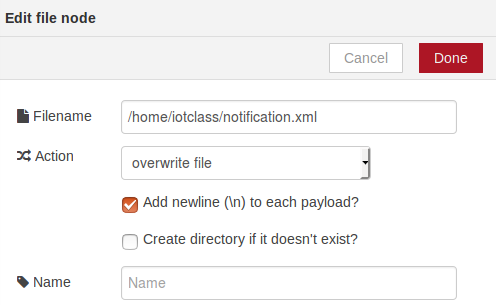 Edit file node
Cancel Done
Filename /home/iotclass/notification.xml
Action overwrite file
Add newline (\n) to each payload?
Create directory if it doesn't exist?
Name Name